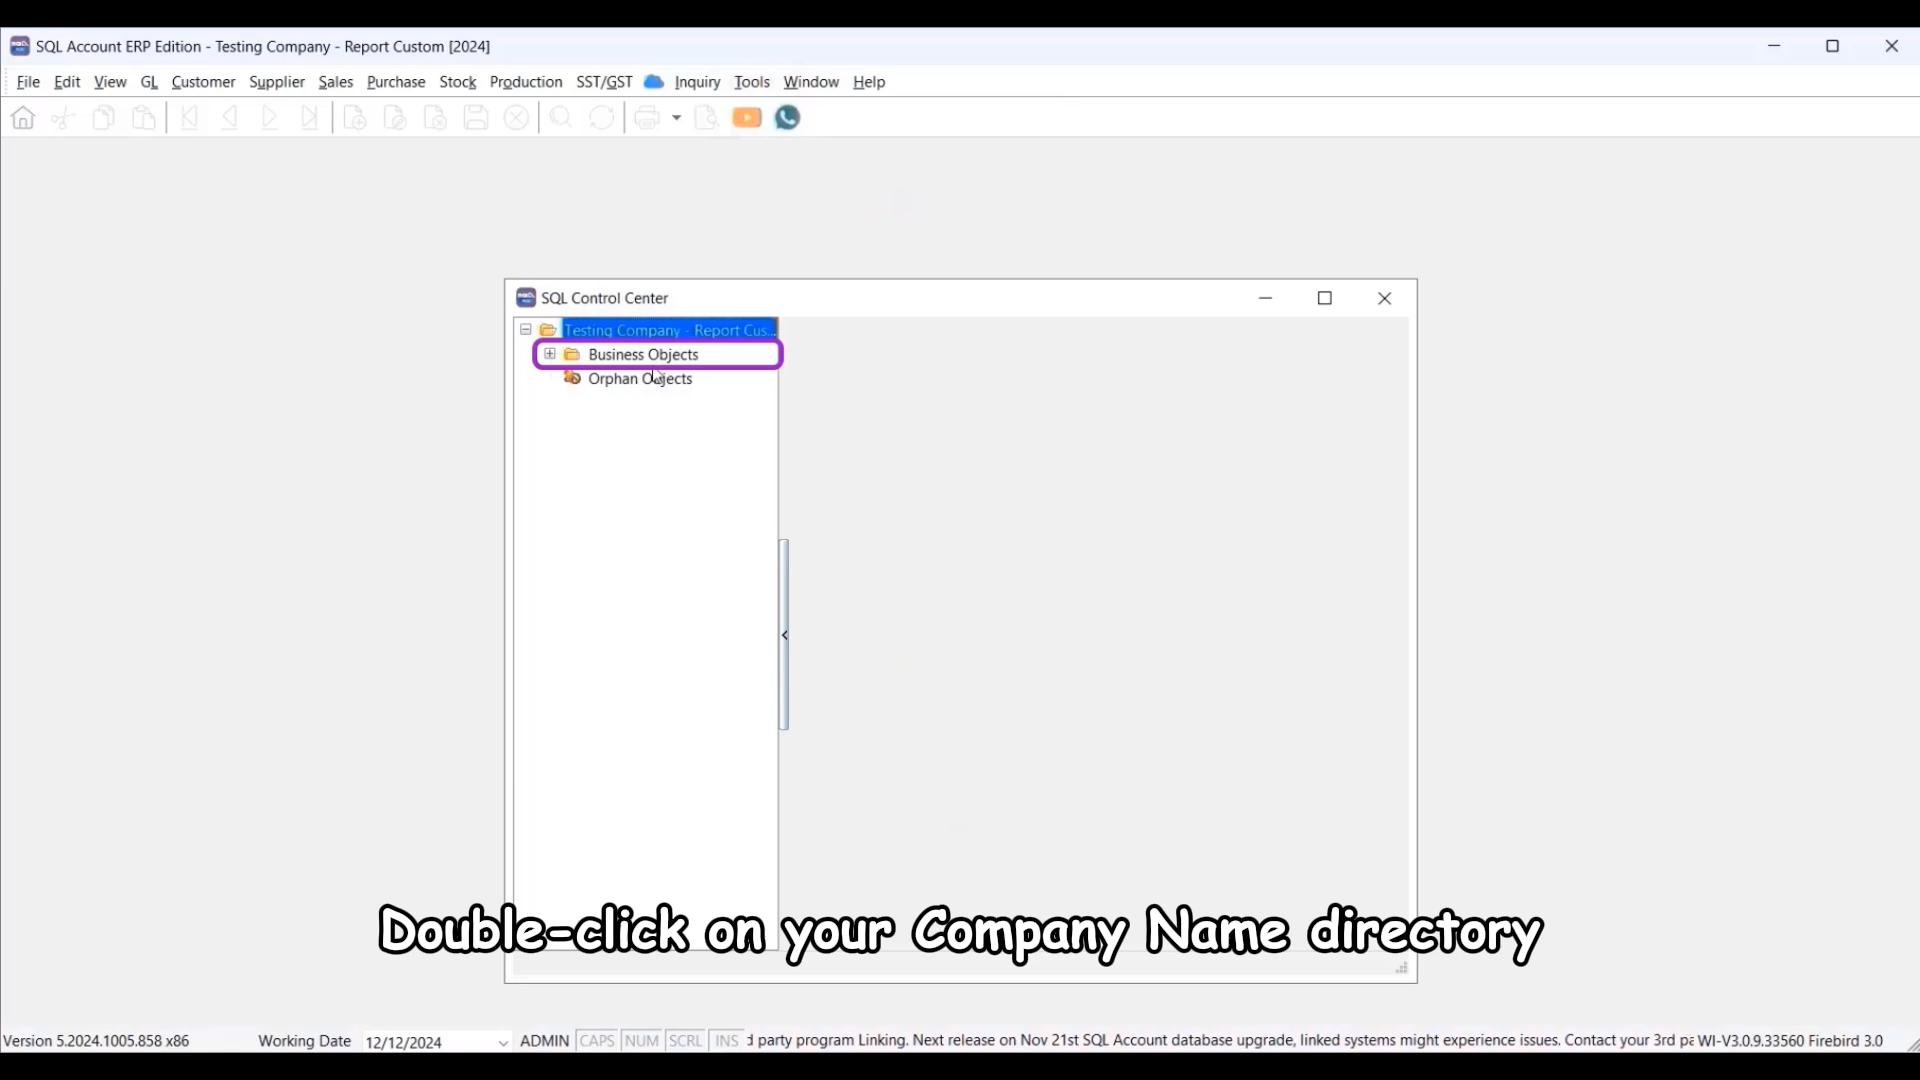 SQL Account ERP Edition - Testing Company - Report Custom [2024]
File Edit View GL Customer Supplier Sales Purchase Stock Production SST/GST Inquiry Tools Window Help
SQL Control Center
Testing Company - Report Cus...
Business Objects
Orphan Objects
Double-click on your Company Name directory
Version 5.2024.1005.858 x86 Working Date 12/12/2024 ADMIN CAPS NUM SCRL INS d party program Linking. Next release on Nov 21st SQL Account database upgrade, linked systems might experience issues. Contact your 3rd pa WI-V3.0.9.33560 Firebird 3.0